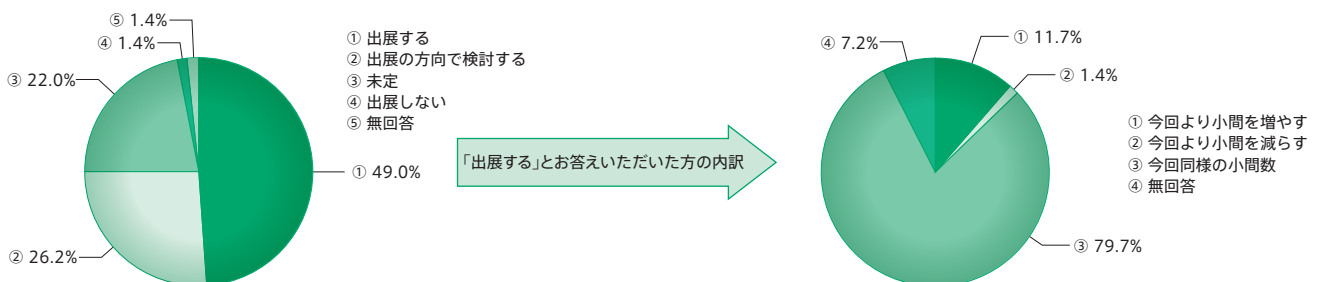 ⑤ 1.4%
④ 1.4%
③ 22.0%
② 26.2%
① 49.0%
① 出展する
② 出展の方向で検討する
③ 未定
④ 出展しない
⑤ 無回答
「出展する」とお答えいただいた方の内訳
④ 7.2%
① 11.7%
② 1.4%
③ 79.7%
① 今回より小間を増やす
② 今回より小間を減らす
③ 今回同様の小間数
④ 無回答